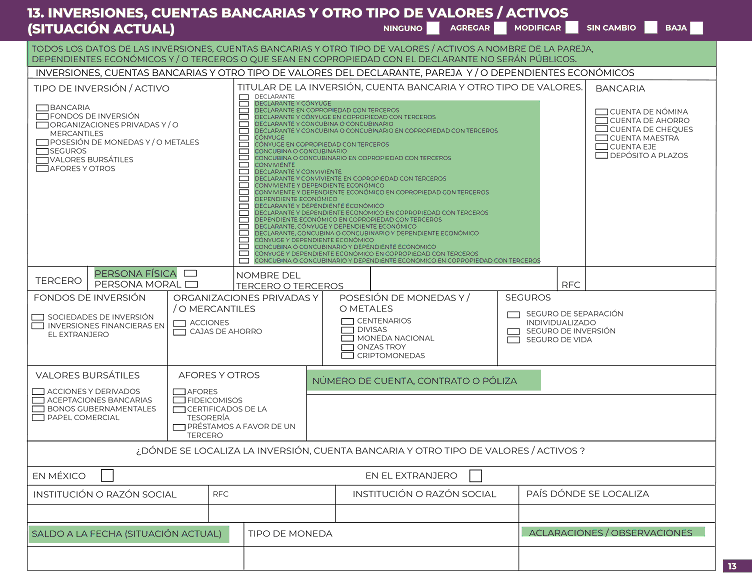 13. INVERSIONES, CUENTAS BANCARIAS Y OTRO TIPO DE VALORES / ACTIVOS
(SITUACIÓN ACTUAL)
NINGUNO AGREGAR MODIFICAR SIN CAMBIO BAJA
TODOS LOS DATOS DE LAS INVERSIONES, CUENTAS BANCARIAS Y OTRO TIPO DE VALORES / ACTIVOS A NOMBRE DE LA PAREJA,
DEPENDIENTES ECONÓMICOS Y / O TERCEROS O QUE SEAN EN COPROPIEDAD CON EL DECLARANTE NO SERÁN PÚBLICOS.
INVERSIONES, CUENTAS BANCARIAS Y OTRO TIPO DE VALORES DEL DECLARANTE, PAREJA Y / O DEPENDIENTES ECONÓMICOS
TIPO DE INVERSIÓN / ACTIVO
BANCARIA
FONDOS DE INVERSIÓN
ORGANIZACIONES PRIVADAS Y / O
MERCANTILES
POSESIÓN DE MONEDAS Y / O METALES
SEGUROS
VALORES BURSÁTILES
AFORES Y OTROS
TITULAR DE LA INVERSIÓN, CUENTA BANCARIA Y OTRO TIPO DE VALORES.
DECLARANTE
DECLARANTE Y CÓNYUGE
DECLARANTE EN COPROPIEDAD CON TERCEROS
DECLARANTE Y CÓNYUGE EN COPROPIEDAD CON TERCEROS
DECLARANTE Y CONCUBINA O CONCUBINARIO
DECLARANTE Y CONCUBINA O CONCUBINARIO EN COPROPIEDAD CON TERCEROS
CÓNYUGE
CÓNYUGE EN COPROPIEDAD CON TERCEROS
CONCUBINA O CONCUBINARIO
CONCUBINA O CONCUBINARIO EN COPROPIEDAD CON TERCEROS
CONVIVIENTE
DECLARANTE Y CONVIVIENTE
DECLARANTE Y CONVIVIENTE EN COPROPIEDAD CON TERCEROS
CONVIVIENTE Y DEPENDIENTE ECONÓMICO
CONVIVIENTE Y DEPENDIENTE ECONÓMICO EN COPROPIEDAD CON TERCEROS
DEPENDIENTE ECONÓMICO
DECLARANTE Y DEPENDIENTE ECONÓMICO
DECLARANTE Y DEPENDIENTE ECONÓMICO EN COPROPIEDAD CON TERCEROS
DEPENDIENTE ECONÓMICO EN COPROPIEDAD CON TERCEROS
DECLARANTE, CÓNYUGE Y DEPENDIENTE ECONÓMICO
DECLARANTE, CONCUBINA O CONCUBINARIO Y DEPENDIENTE ECONÓMICO
CÓNYUGE Y DEPENDIENTE ECONÓMICO
CONCUBINA O CONCUBINARIO Y DEPENDIENTE ECONÓMICO
CÓNYUGE Y DEPENDIENTE ECONÓMICO EN COPROPIEDAD CON TERCEROS
CONCUBINA O CONCUBINARIO Y DEPENDIENTE ECONÓMICO EN COPROPIEDAD CON TERCEROS
BANCARIA
CUENTA DE NÓMINA
CUENTA DE AHORRO
CUENTA DE CHEQUES
CUENTA MAESTRA
CUENTA EJE
DEPÓSITO A PLAZOS
TERCERO
PERSONA FÍSICA
PERSONA MORAL
NOMBRE DEL
TERCERO O TERCEROS
RFC
FONDOS DE INVERSIÓN
SOCIEDADES DE INVERSIÓN
INVERSIONES FINANCIERAS EN
EL EXTRANJERO
ORGANIZACIONES PRIVADAS Y
/ O MERCANTILES
ACCIONES
CAJAS DE AHORRO
POSESIÓN DE MONEDAS Y /
O METALES
CENTENARIOS
DIVISAS
MONEDA NACIONAL
ONZAS TROY
CRIPTOMONEDAS
SEGUROS
SEGURO DE SEPARACIÓN
INDIVIDUALIZADO
SEGURO DE INVERSIÓN
SEGURO DE VIDA
VALORES BURSÁTILES
ACCIONES Y DERIVADOS
ACEPTACIONES BANCARIAS
BONOS GUBERNAMENTALES
PAPEL COMERCIAL
AFORES Y OTROS
AFORES
FIDEICOMISOS
CERTIFICADOS DE LA
TESORERÍA
PRÉSTAMOS A FAVOR DE UN
TERCERO
NÚMERO DE CUENTA, CONTRATO O PÓLIZA
¿DÓNDE SE LOCALIZA LA INVERSIÓN, CUENTA BANCARIA Y OTRO TIPO DE VALORES / ACTIVOS ?
EN MÉXICO
EN EL EXTRANJERO
INSTITUCIÓN O RAZÓN SOCIAL
RFC
INSTITUCIÓN O RAZÓN SOCIAL
PAÍS DÓNDE SE LOCALIZA
SALDO A LA FECHA (SITUACIÓN ACTUAL)
TIPO DE MONEDA
ACLARACIONES / OBSERVACIONES
13